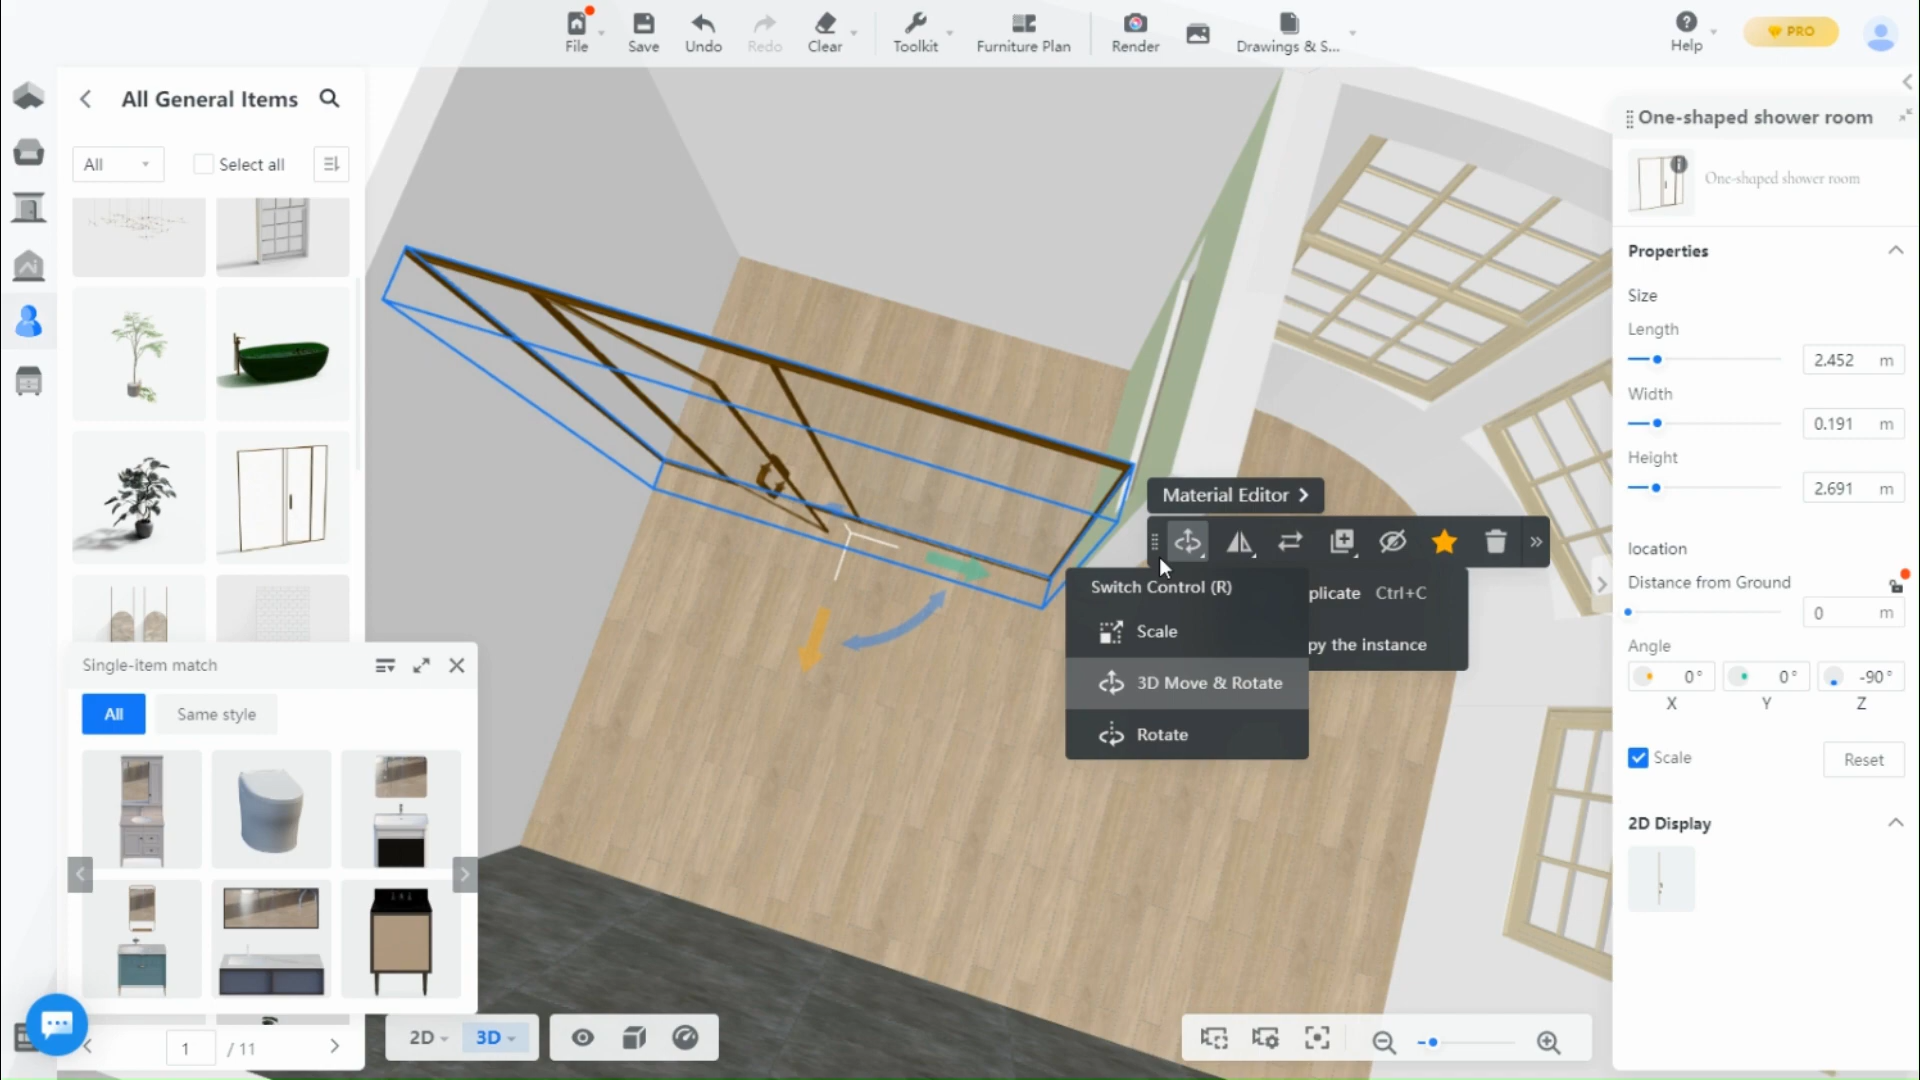 File
Save
Undo
Redo
Clear
Toolkit
Furniture Plan
Render
Drawings & S...
Help
PRO
All General Items
All
Select all
One-shaped shower room
One-shaped shower room
Properties
Size
Length
2.452 m
Width
0.191 m
Height
2.691 m
location
Distance from Ground
0 m
Angle
0° 0° -90°
X Y Z
Scale
Reset
2D Display
Material Editor
Switch Control (R)
Scale
3D Move & Rotate
Rotate
plicate Ctrl+C
py the instance
Single-item match
All
Same style
1 / 11
2D
3D